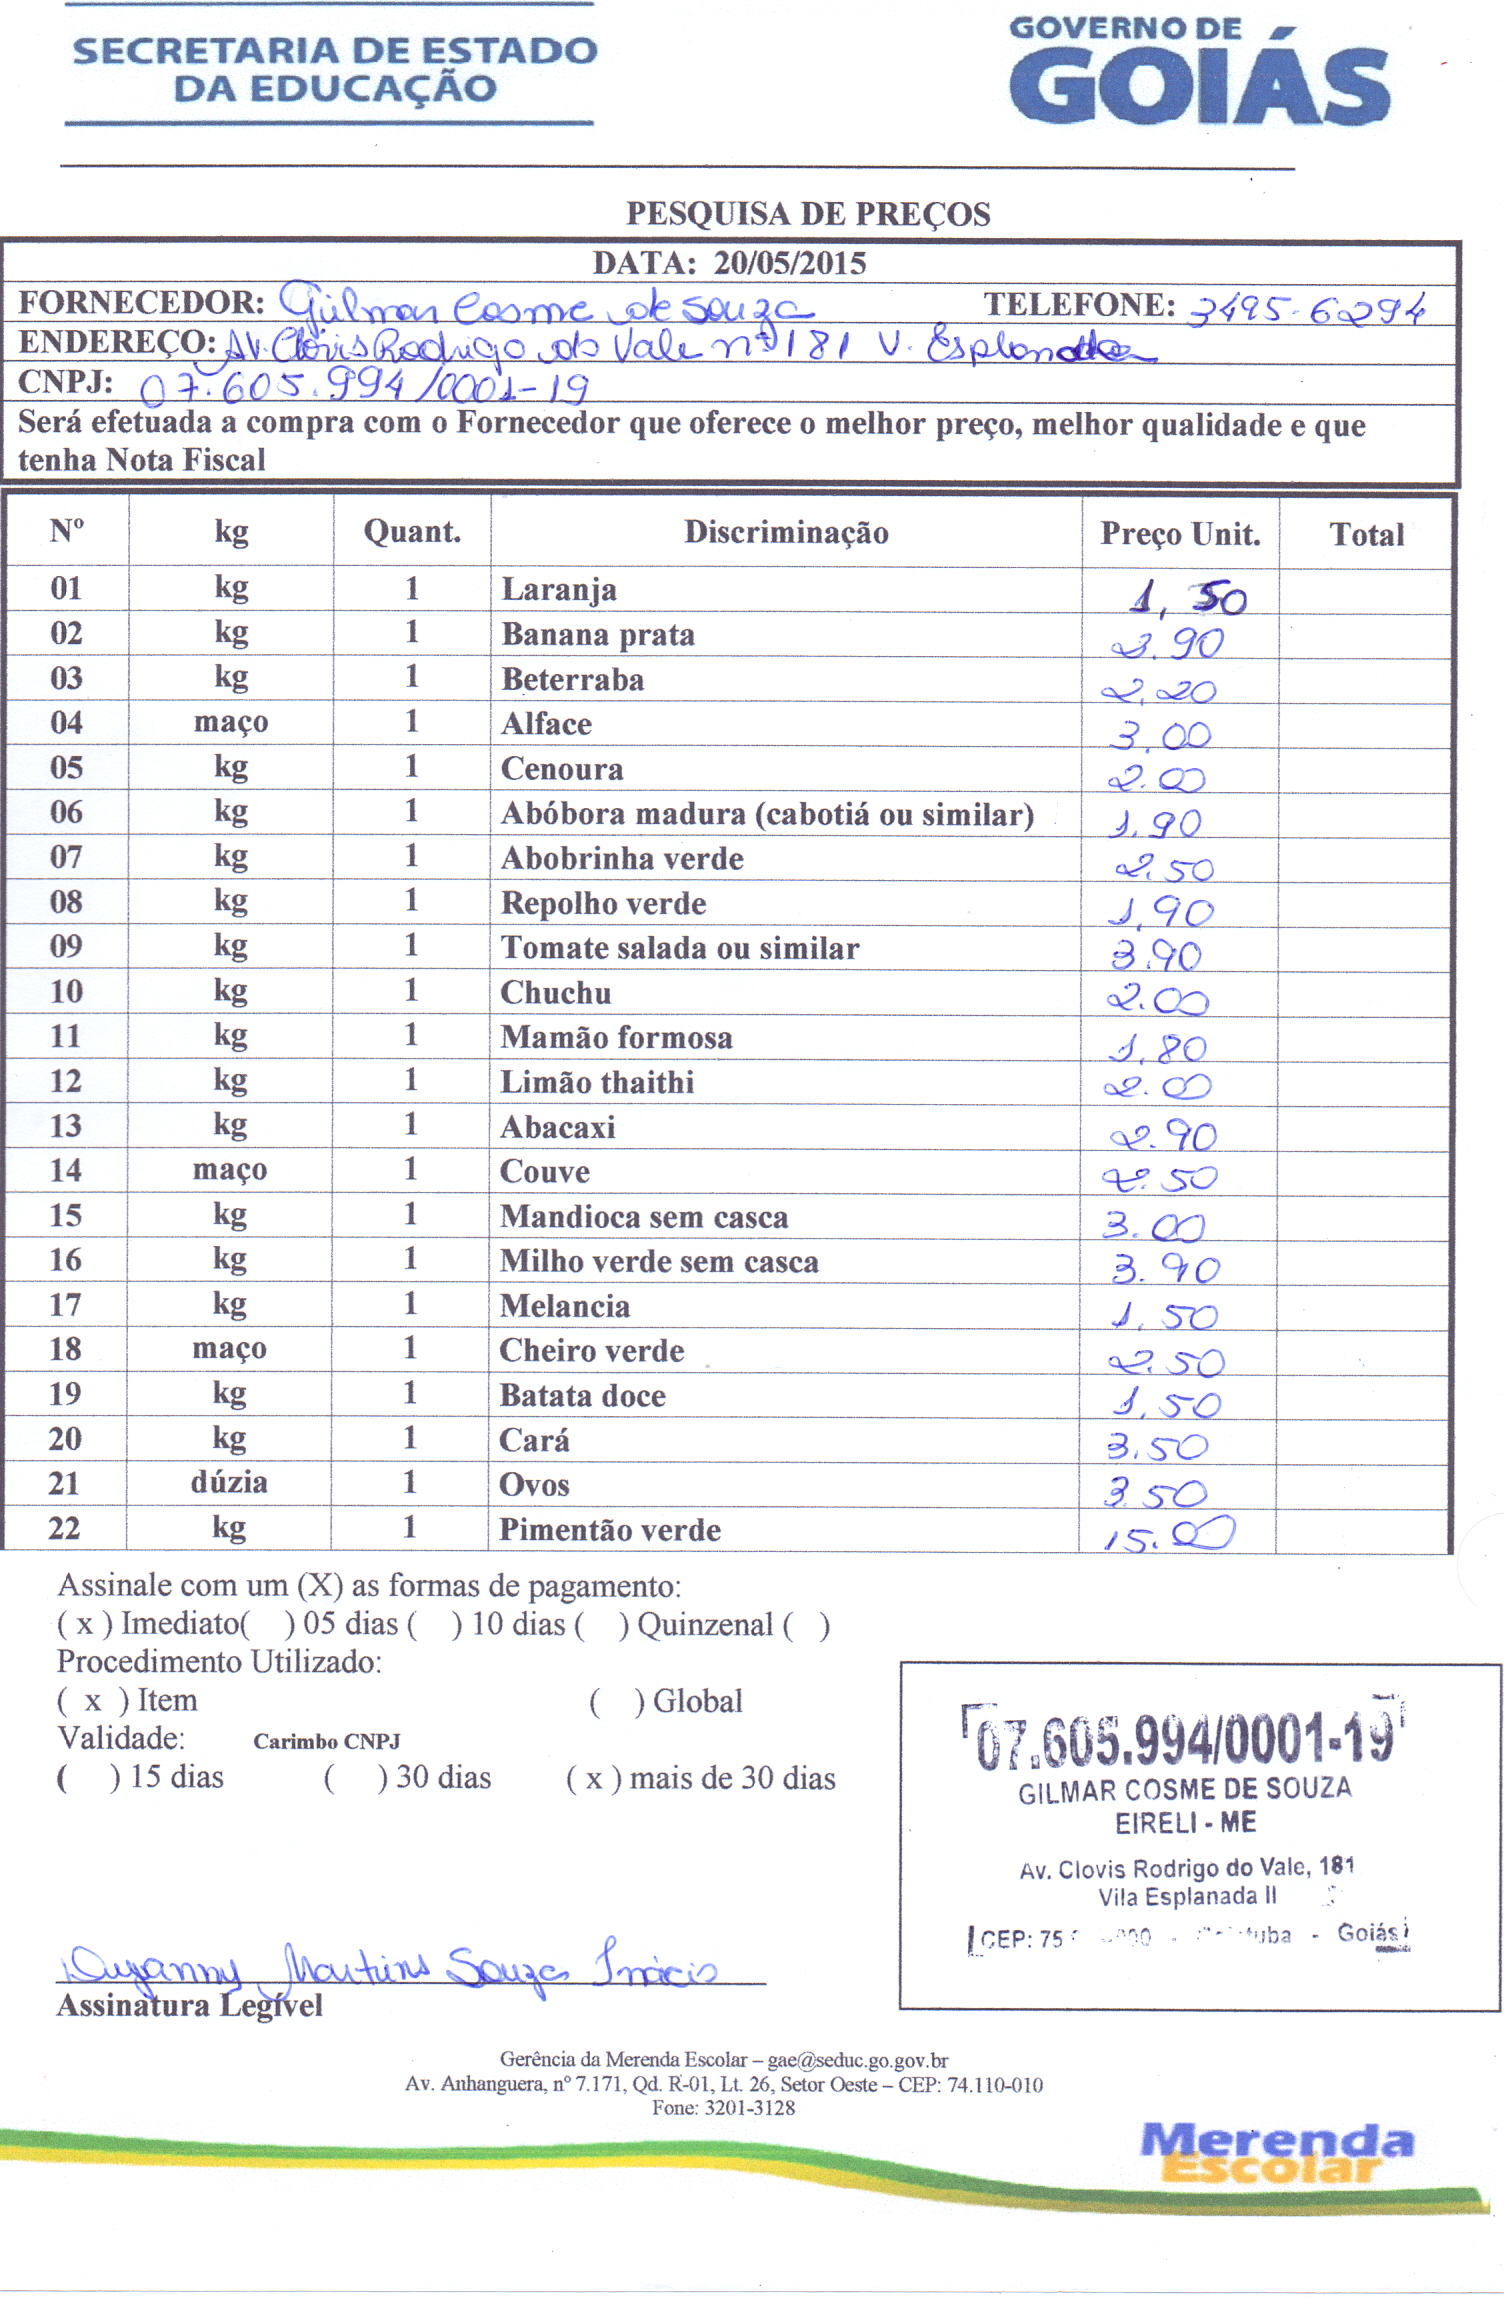 SECRETARIA DE ESTADO
DA EDUCAÇÃO
GOVERNO DE
GOIÁS
PESQUISA DE PREÇOS
DATA: 20/05/2015
FORNECEDOR: Gilmar Cosme de Souza TELEFONE: 3495-6294
ENDEREÇO: AV. Clóvis Rodrigo do Vale nº 181 V. Esplanada
CNPJ: 07.605.994/0001-19
Será efetuada a compra com o Fornecedor que oferece o melhor preço, melhor qualidade e que
tenha Nota Fiscal
Nº kg Quant. Discriminação Preço Unit. Total
01 kg 1 Laranja 1,50
02 kg 1 Banana prata 2.90
03 kg 1 Beterraba 2,20
04 maço 1 Alface 3,00
05 kg 1 Cenoura 2.00
06 kg 1 Abóbora madura (cabotiá ou similar) 1,90
07 kg 1 Abobrinha verde 2.50
08 kg 1 Repolho verde 1,90
09 kg 1 Tomate salada ou similar 3.90
10 kg 1 Chuchu 2.00
11 kg 1 Mamão formosa 1,80
12 kg 1 Limão thaithi 2.00
13 kg 1 Abacaxi 2.90
14 maço 1 Couve 2.50
15 kg 1 Mandioca sem casca 3.00
16 kg 1 Milho verde sem casca 3.90
17 kg 1 Melancia 1,50
18 maço 1 Cheiro verde 2.50
19 kg 1 Batata doce 1,50
20 kg 1 Cará 3.50
21 dúzia 1 Ovos 3.50
22 kg 1 Pimentão verde 15.00
Assinale com um (X) as formas de pagamento:
( x ) Imediato( ) 05 dias ( ) 10 dias ( ) Quinzenal ( )
Procedimento Utilizado:
( x ) Item ( ) Global
Validade: Carimbo CNPJ
( ) 15 dias ( ) 30 dias ( x ) mais de 30 dias
07.605.994/0001-19
GILMAR COSME DE SOUZA
EIRELI - ME
Av. Clovis Rodrigo do Vale, 181
Vila Esplanada II
CEP: 75 - Goiás
Martins Souza Inácio
Assinatura Legível
Gerência da Merenda Escolar – gae@seduc.go.gov.br
Av. Anhanguera, nº 7.171, Qd. R-01, Lt. 26, Setor Oeste – CEP: 74.110-010
Fone: 3201-3128
Merenda
Escolar